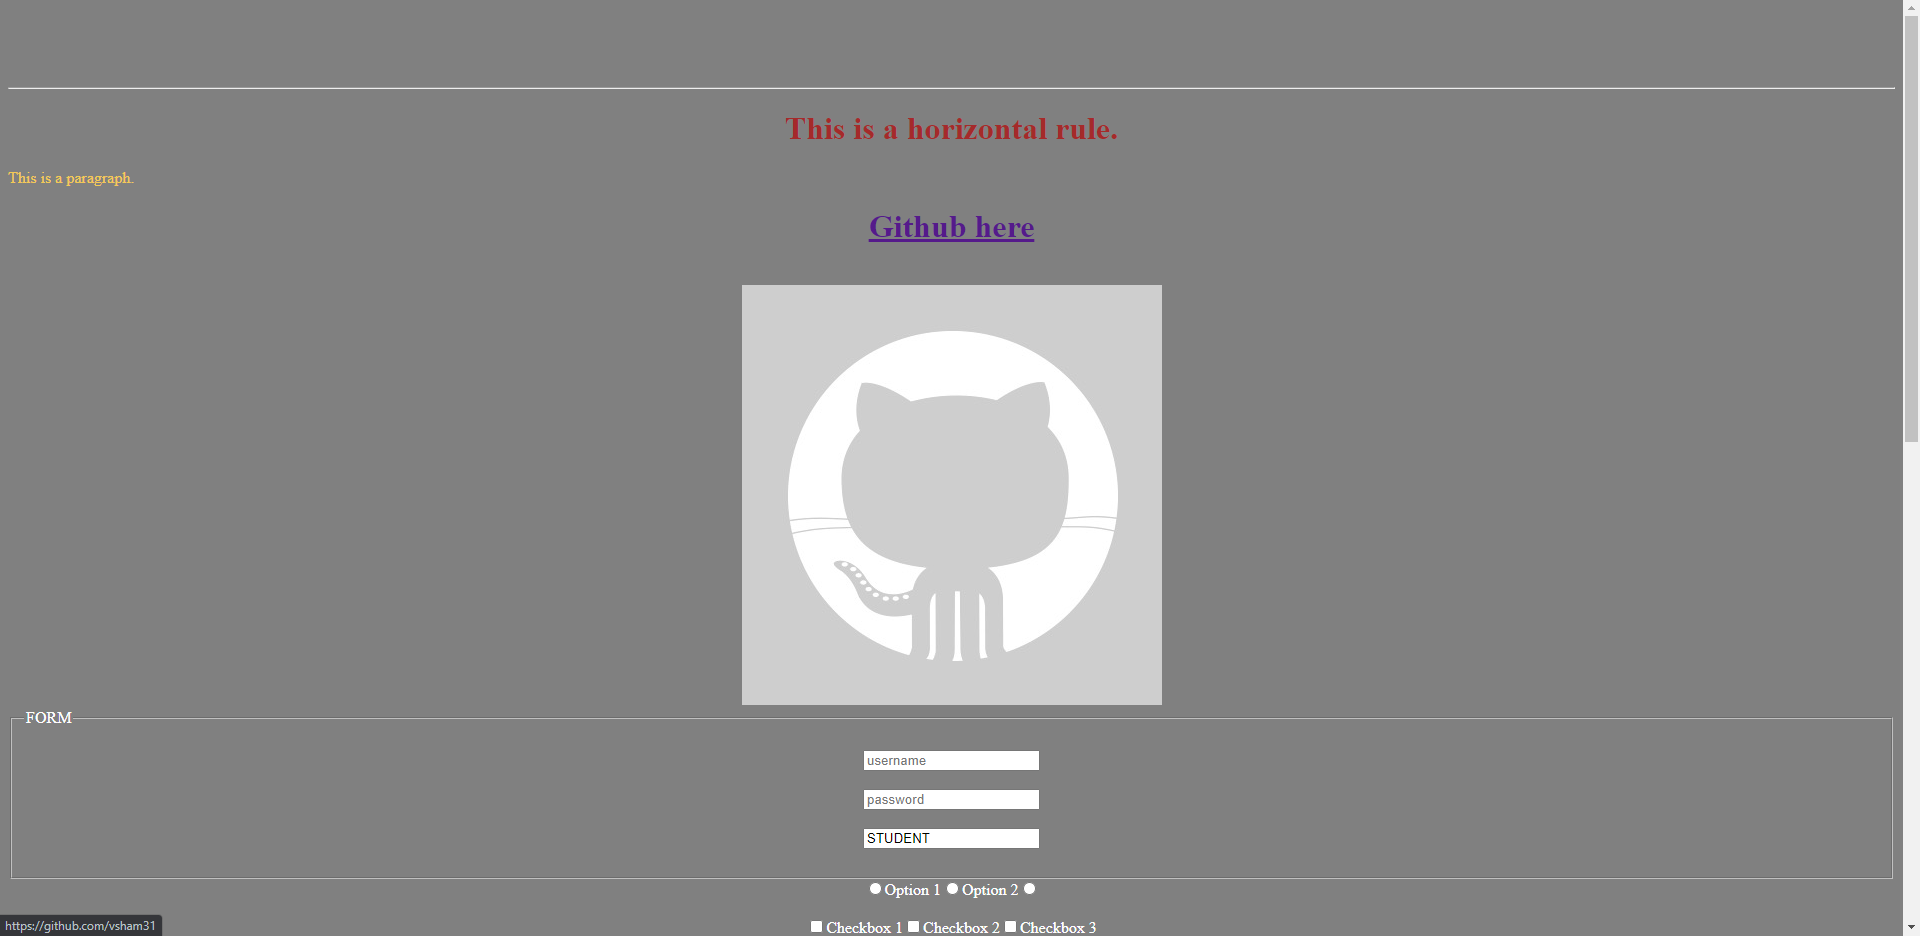 This is a horizontal rule.
This is a paragraph.
Github here
FORM
username
password
STUDENT
Option 1 Option 2
Checkbox 1 Checkbox 2 Checkbox 3
https://github.com/vsham31